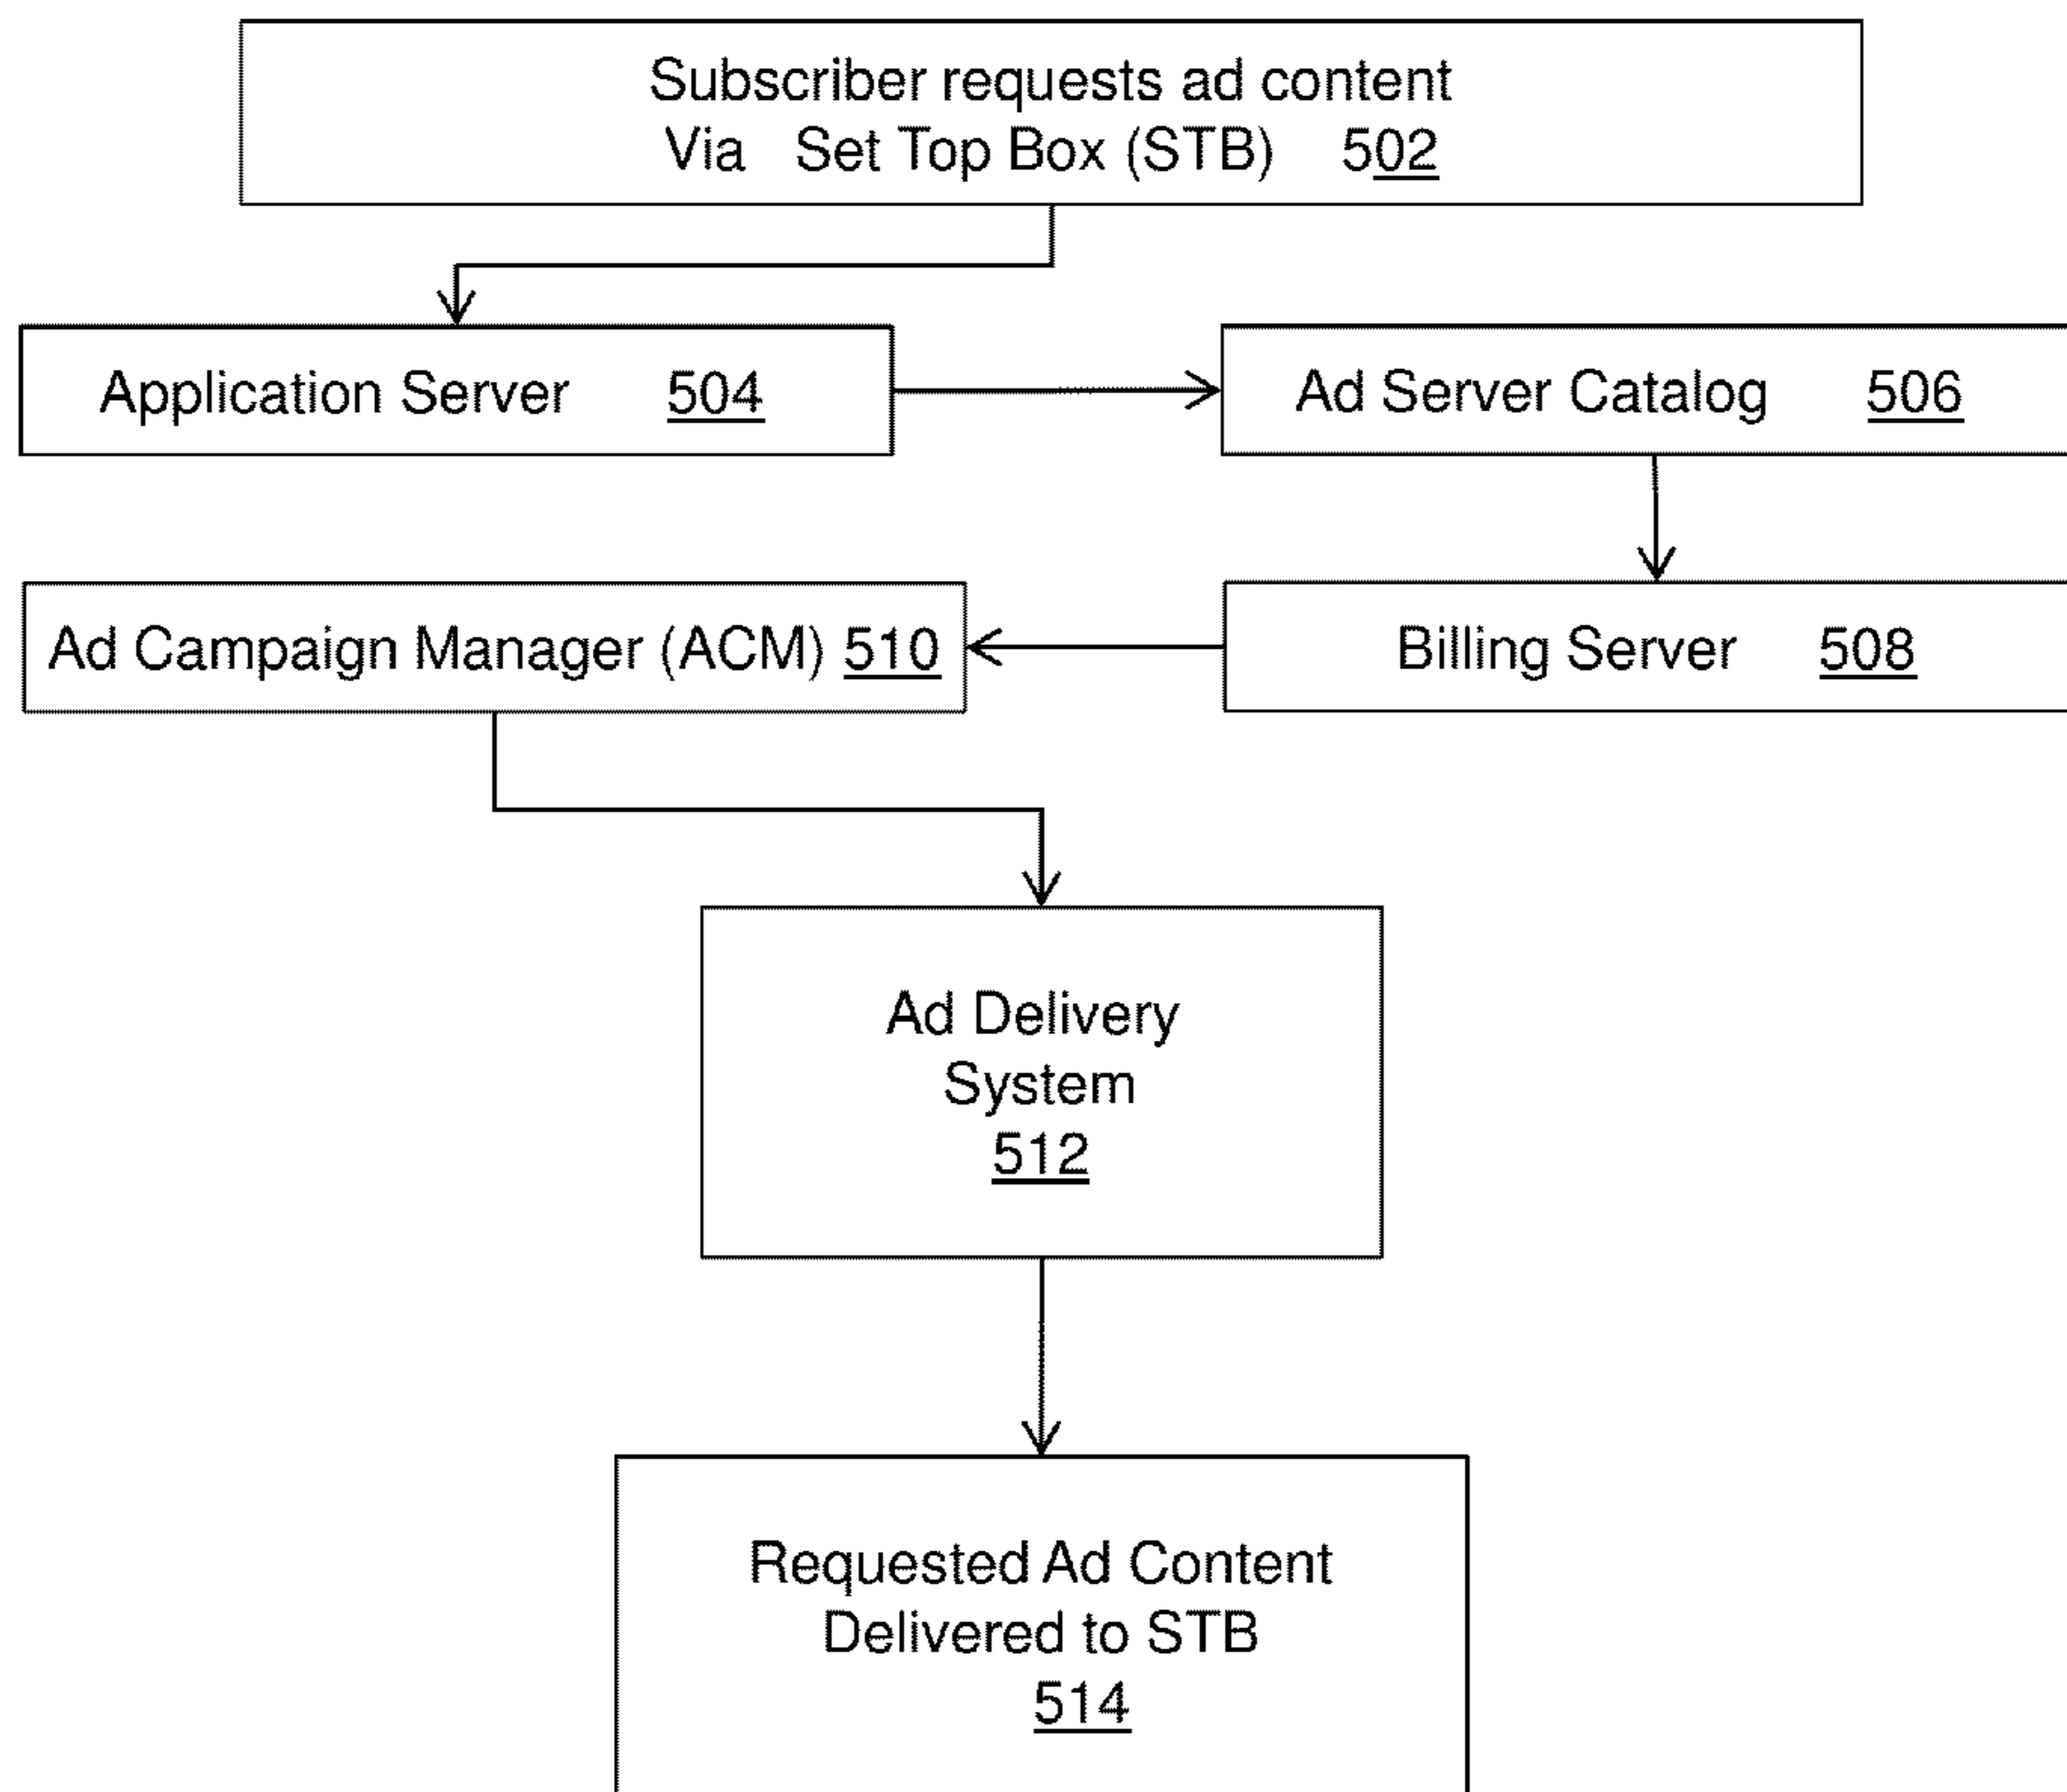 Subscriber requests ad content
Via Set Top Box (STB) 502
Application Server 504
Ad Server Catalog 506
Ad Campaign Manager (ACM) 510
Billing Server 508
Ad Delivery
System
512
Requested Ad Content
Delivered to STB
514